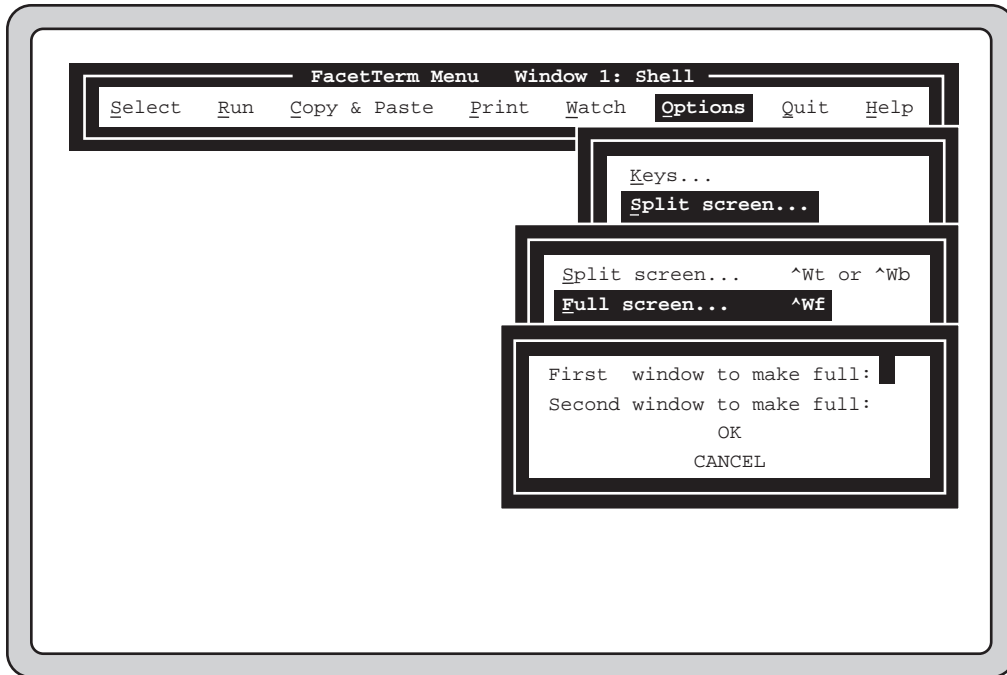 FacetTerm Menu Window 1: Shell
Select Run Copy & Paste Print Watch Options Quit Help
Keys...
Split screen...
Split screen... ^Wt or ^Wb
Full screen... ^Wf
First window to make full:
Second window to make full:
OK
CANCEL